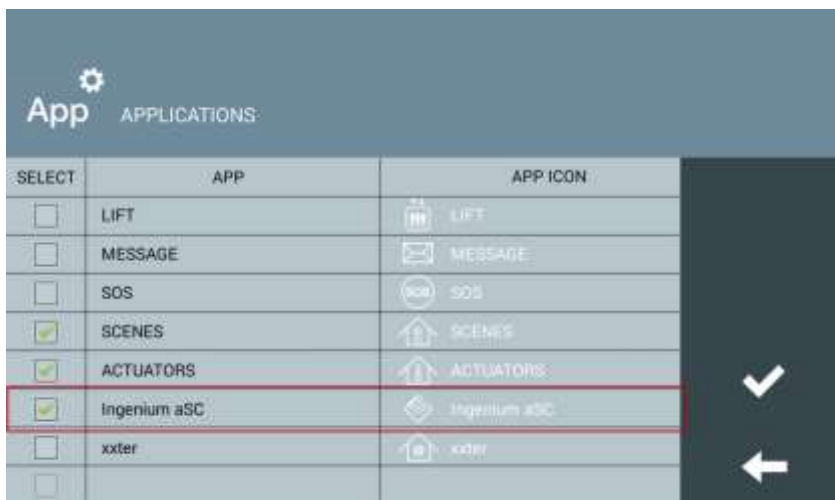 App APPLICATIONS
SELECT APP APP ICON
LIFT LIFT
MESSAGE MESSAGE
SOS SOS SOS
SCENES SCENES
ACTUATORS ACTUATORS
Ingenium aSC Ingenium aSC
xxter xxter